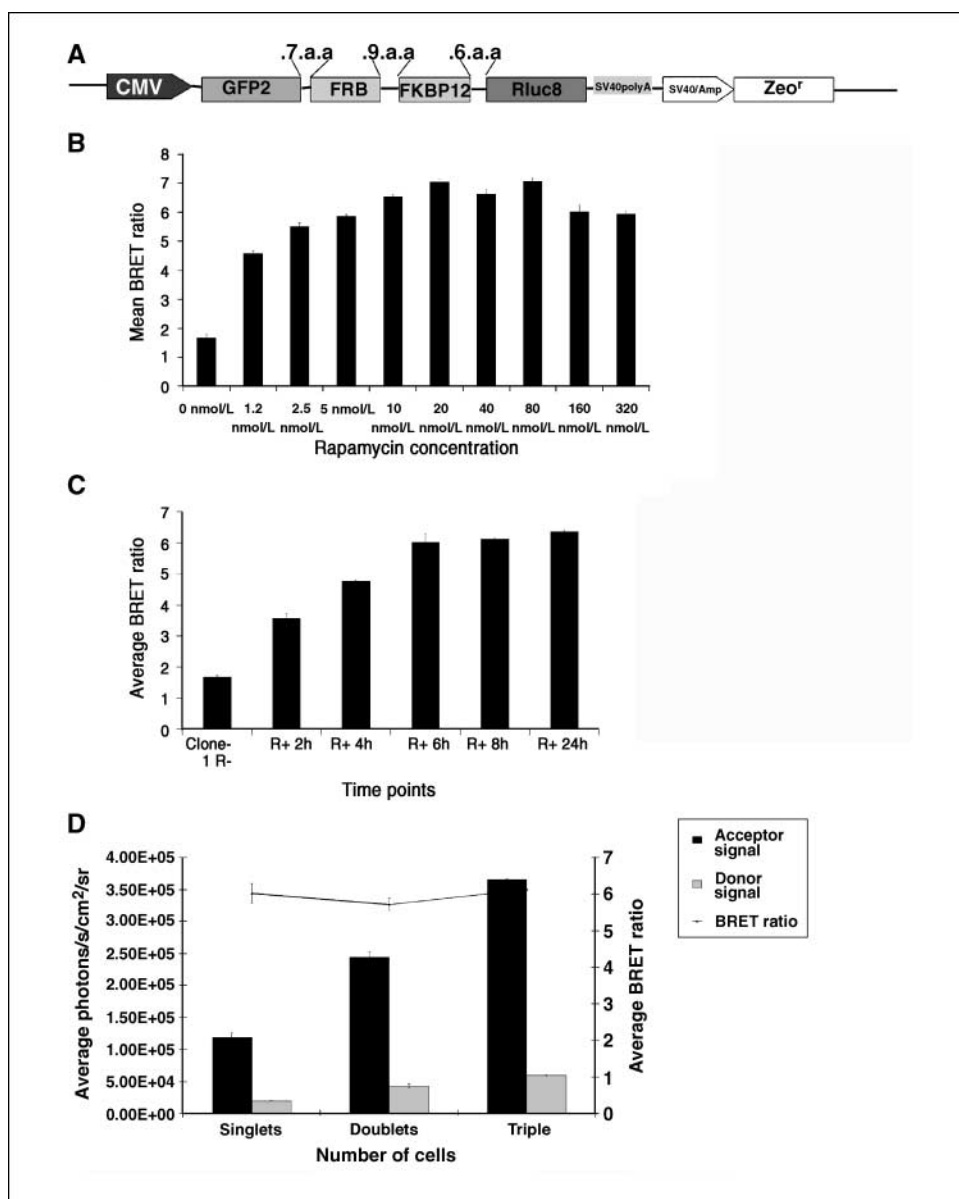 A
.7.a.a .9.a.a .6.a.a
CMV GFP2 FRB FKBP12 Rluc8 SV40polyA SV40/Amp Zeoʳ
B
Mean BRET ratio
8
7
6
5
4
3
2
1
0
0 nmol/L 1.2 nmol/L 2.5 nmol/L 5 nmol/L 10 nmol/L 20 nmol/L 40 nmol/L 80 nmol/L 160 nmol/L 320 nmol/L
Rapamycin concentration
C
Average BRET ratio
7
6
5
4
3
2
1
0
Clone-1 R- R+ 2h R+ 4h R+ 6h R+ 8h R+ 24h
Time points
D
Average photons/s/cm²/sr
4.00E+05
3.50E+05
3.00E+05
2.50E+05
2.00E+05
1.50E+05
1.00E+05
5.00E+04
0.00E+00
7
6
5
4
3
2
1
0
Average BRET ratio
Singlets Doublets Triple
Number of cells
Acceptor signal
Donor signal
BRET ratio